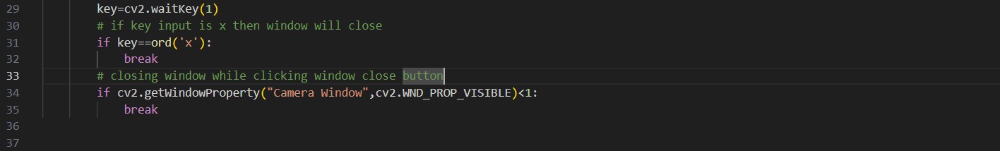 29 key=cv2.waitKey(1)
30 # if key input is x then window will close
31 if key==ord('x'):
32 break
33 # closing window while clicking window close button
34 if cv2.getWindowProperty("Camera Window",cv2.WND_PROP_VISIBLE)<1:
35 break
36
37